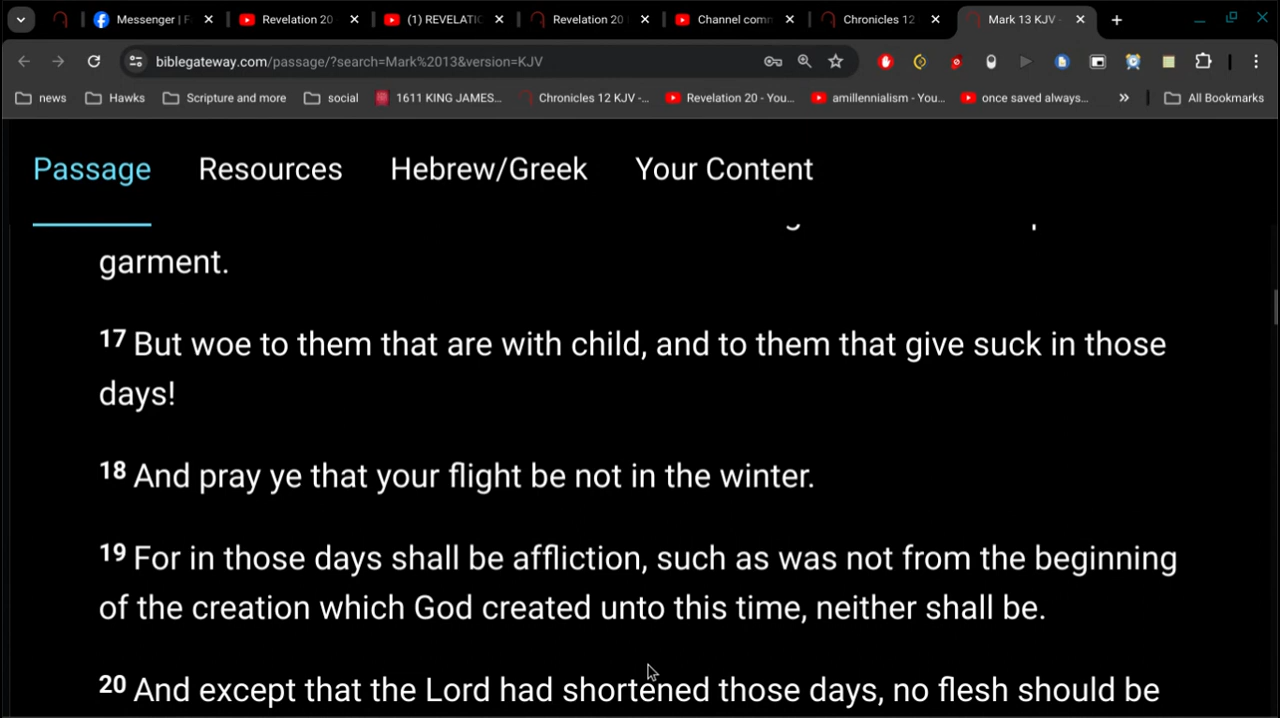 Messenger | F
Revelation 20
(1) REVELATIC
Revelation 20
Channel comm
Chronicles 12
Mark 13 KJV
biblegateway.com/passage/?search=Mark%2013&version=KJV
news
Hawks
Scripture and more
social
1611 KING JAMES...
Chronicles 12 KJV -...
Revelation 20 - You...
amillennialism - You...
once saved always...
All Bookmarks
Passage
Resources
Hebrew/Greek
Your Content
garment.
17 But woe to them that are with child, and to them that give suck in those
days!
18 And pray ye that your flight be not in the winter.
19 For in those days shall be affliction, such as was not from the beginning
of the creation which God created unto this time, neither shall be.
20 And except that the Lord had shortened those days, no flesh should be